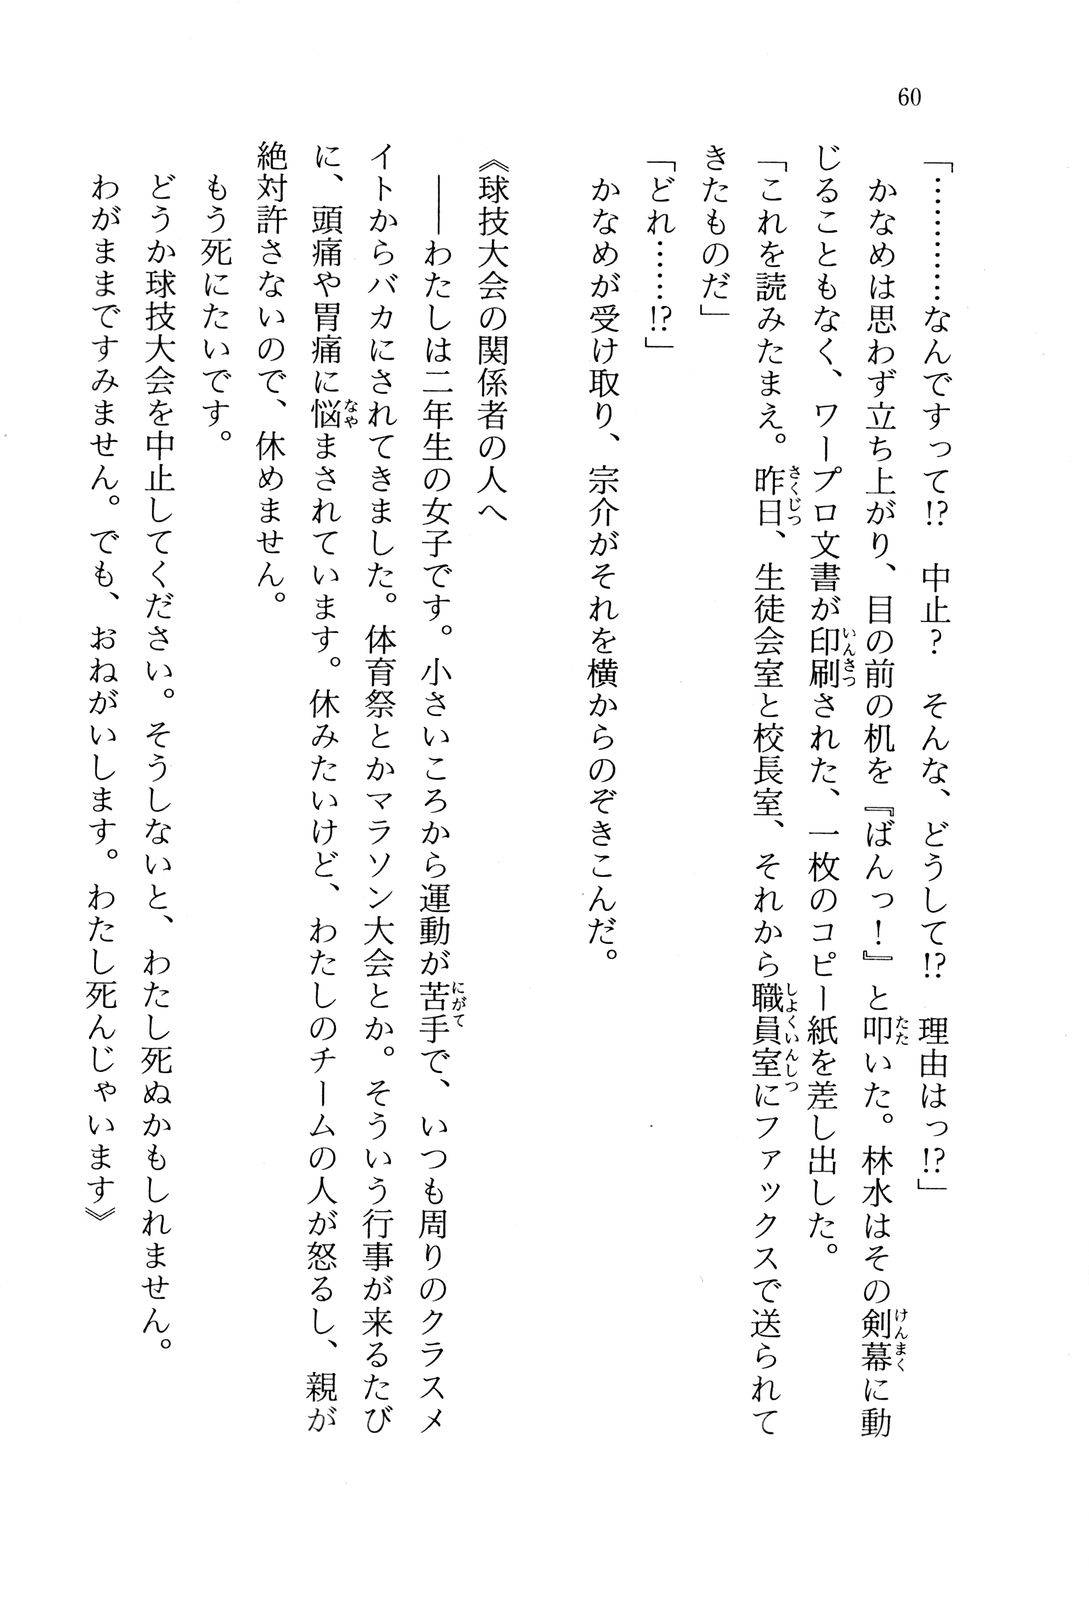 60
「…………なんですって!?　中止？　そんな、どうして!?　理由はっ!?」
　かなめは思わず立ち上がり、目の前の机を『ばんっ！』と叩いた。林水はその剣幕に動
じることもなく、ワープロ文書が印刷された、一枚のコピー紙を差し出した。
「これを読みたまえ。昨日、生徒会室と校長室、それから職員室にファックスで送られて
きたものだ」
「どれ……!?」
　かなめが受け取り、宗介がそれを横からのぞきこんだ。
《球技大会の関係者の人へ
　――わたしは二年生の女子です。小さいころから運動が苦手で、いつも周りのクラスメ
イトからバカにされてきました。体育祭とかマラソン大会とか。そういう行事が来るたび
に、頭痛や胃痛に悩まされています。休みたいけど、わたしのチームの人が怒るし、親が
絶対許さないので、休めません。
　もう死にたいです。
　どうか球技大会を中止してください。そうしないと、わたし死ぬかもしれません。
　わがままですみません。でも、おねがいします。わたし死んじゃいます》